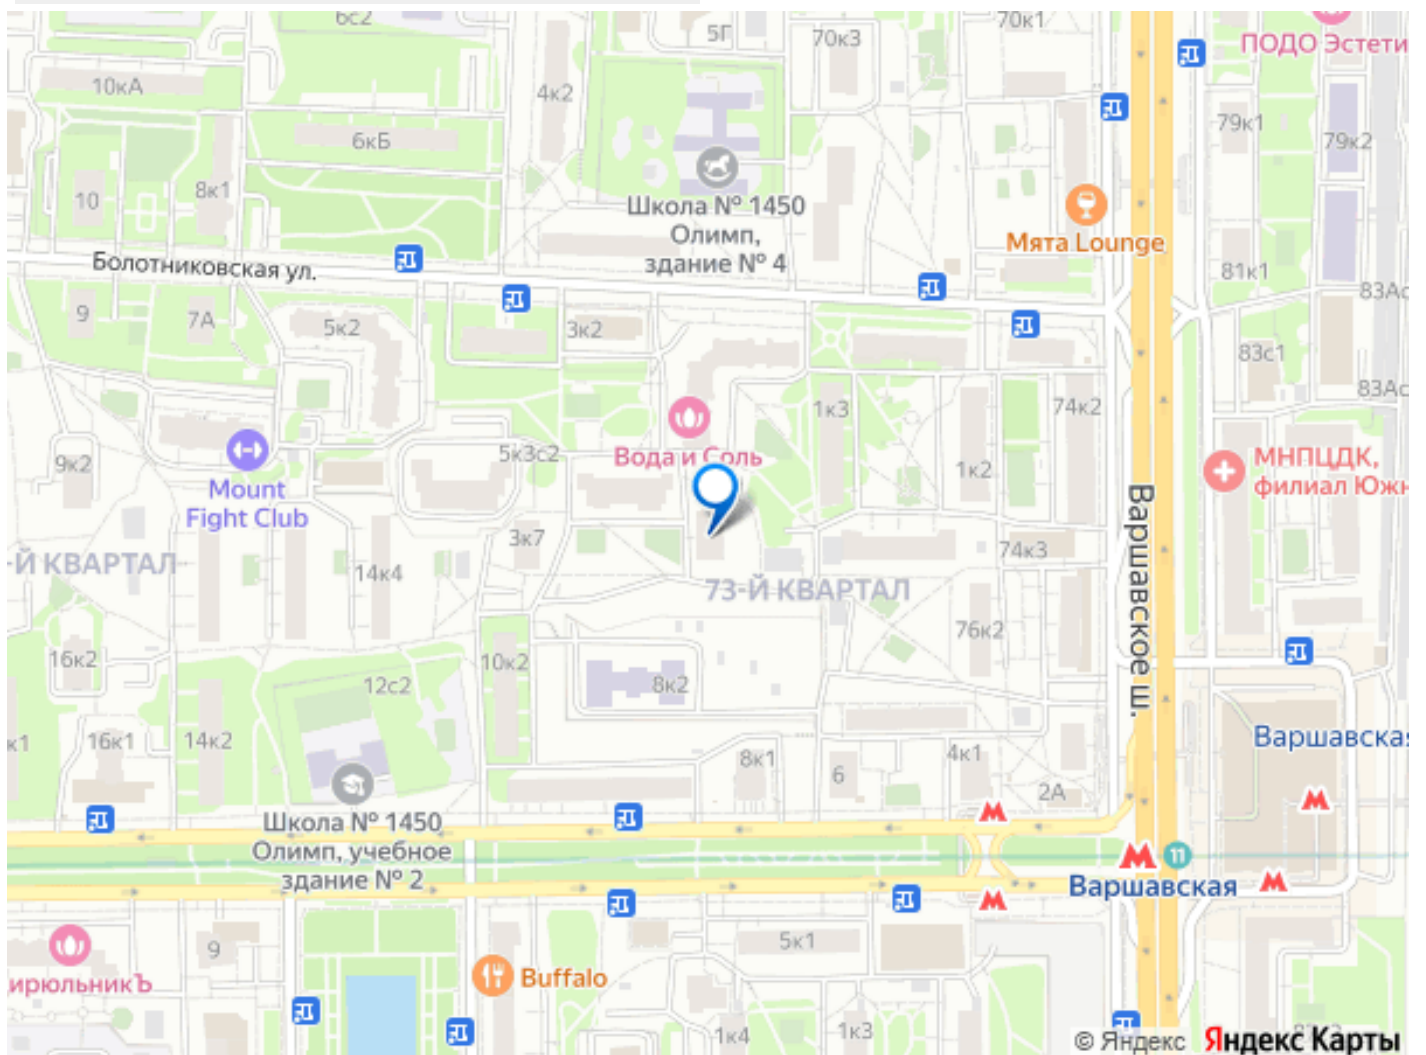 6с2
5Г
70к3
70к1
ПОДО Эстети
10кА
4к2
6кБ
79к1
79к2
10
8к1
Школа № 1450
Олимп,
здание № 4
Мята Lounge
Болотниковская ул.
81к1
83Ас
9
7А
5к2
3к2
83с1
83Ас
1к3
74к2
Вода и Соль
9к2
Mount
Fight Club
5к3с2
1к2
МНПЦДК,
филиал Южн
-Й КВАРТАЛ
14к4
3к7
74к3
73-Й КВАРТАЛ
Варшавское ш.
76к2
16к2
10к2
12с2
8к2
к1
16к1
14к2
8к1
6
4к1
2А
Варшавска
Школа № 1450
Олимп, учебное
здание № 2
11
Варшавская
ирюльникЪ
9
Buffalo
5к1
1к4
1к3
© Яндекс Яндекс Карты